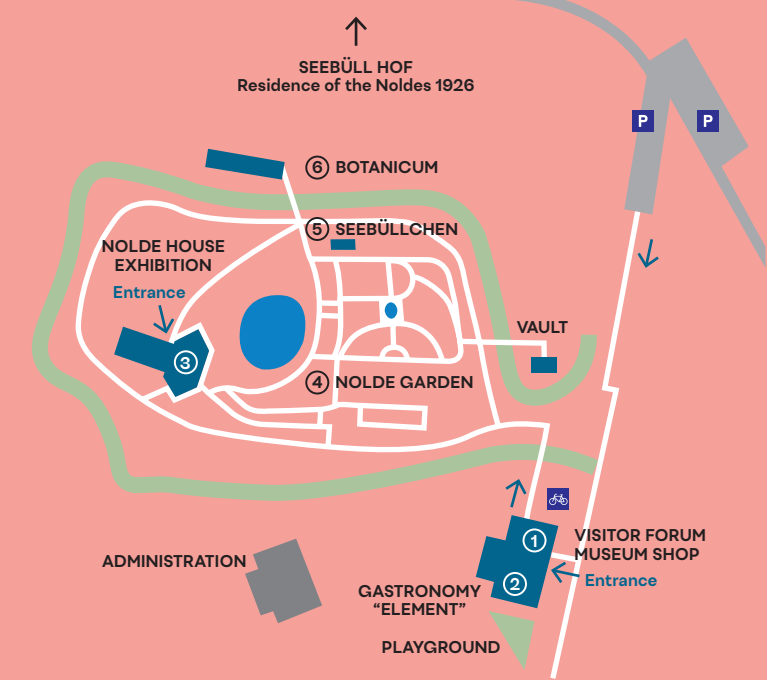 SEEBÜLL HOF
Residence of the Noldes 1926
P P
6 BOTANICUM
5 SEEBÜLLCHEN
NOLDE HOUSE
EXHIBITION
Entrance
VAULT
3
4 NOLDE GARDEN
1
VISITOR FORUM
MUSEUM SHOP
Entrance
2
ADMINISTRATION
GASTRONOMY
“ELEMENT”
PLAYGROUND